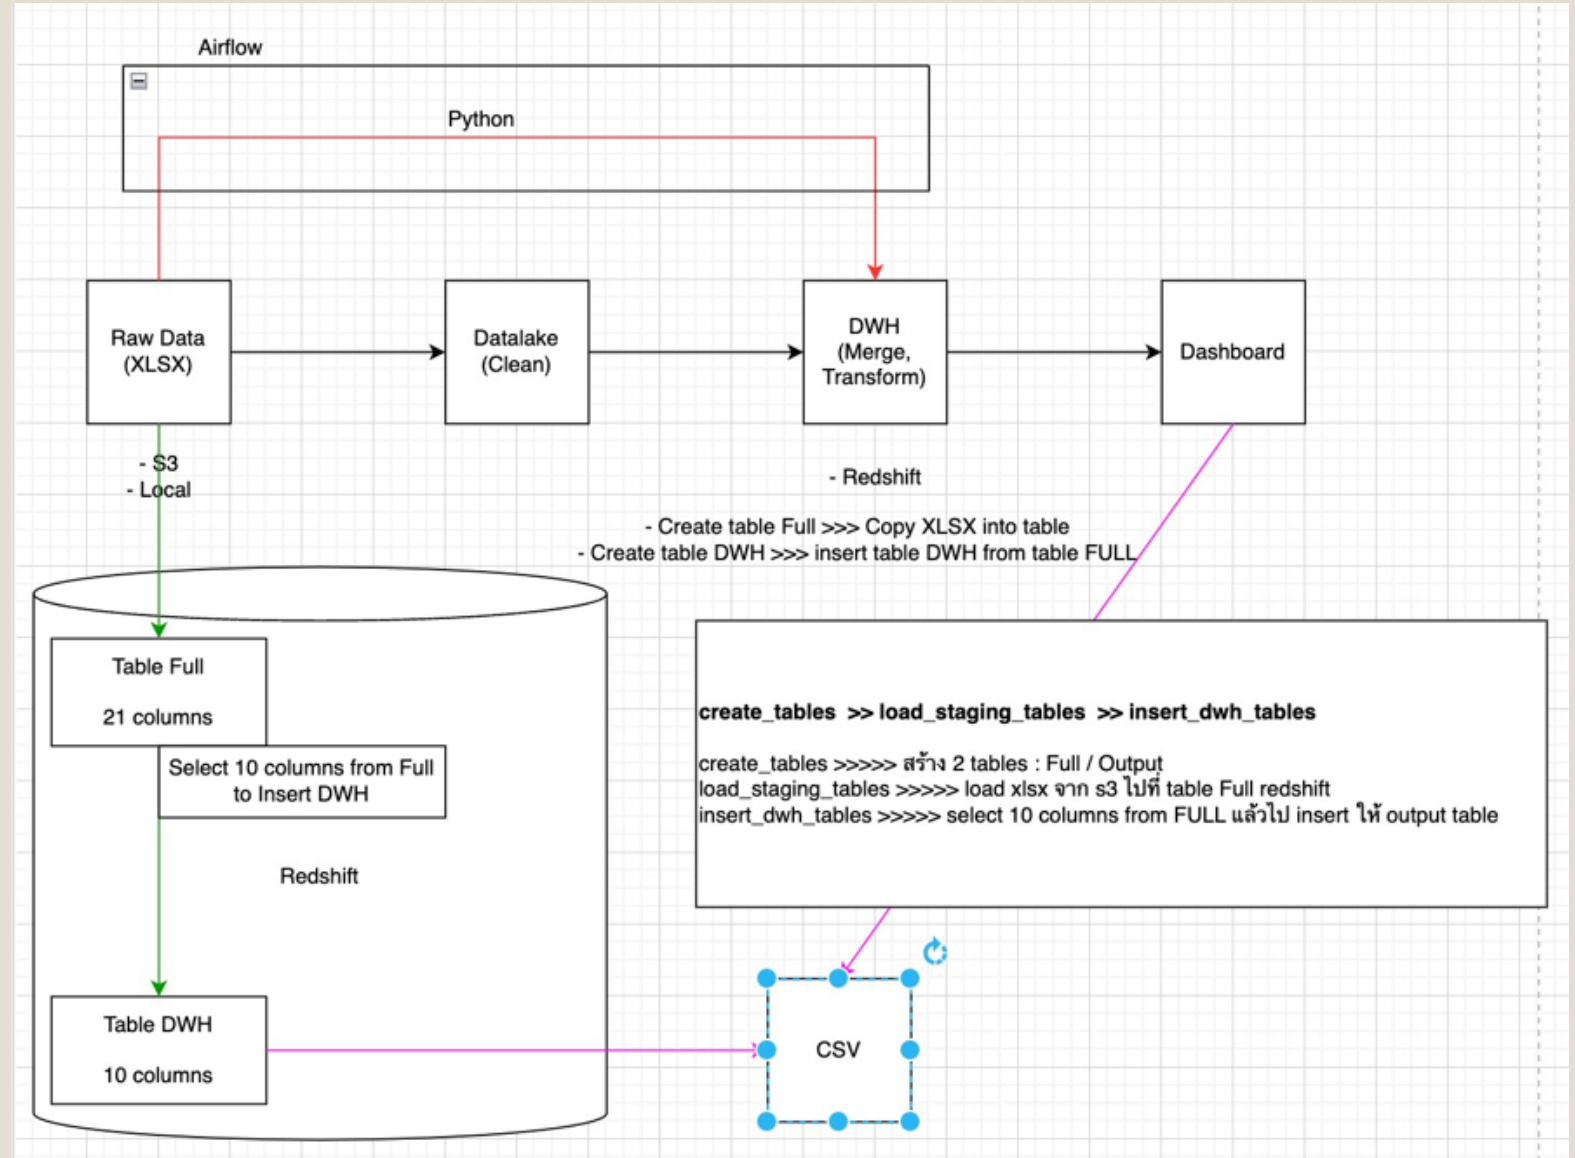 Airflow
Python
Raw Data
(XLSX)
Datalake
(Clean)
DWH
(Merge,
Transform)
Dashboard
- S3
- Local
- Redshift
- Create table Full >>> Copy XLSX into table
- Create table DWH >>> insert table DWH from table FULL
Table Full
21 columns
Select 10 columns from Full
to Insert DWH
Redshift
Table DWH
10 columns
create_tables >> load_staging_tables >> insert_dwh_tables
create_tables >>>>> สร้าง 2 tables : Full / Output
load_staging_tables >>>>> load xlsx จาก s3 ไปที่ table Full redshift
insert_dwh_tables >>>>> select 10 columns from FULL แล้วไป insert ให้ output table
CSV